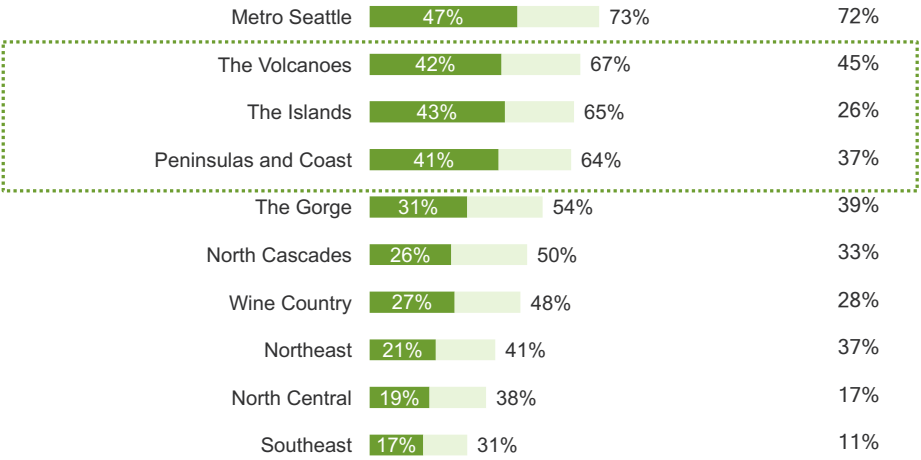 Metro Seattle 47% 73% 72%
The Volcanoes 42% 67% 45%
The Islands 43% 65% 26%
Peninsulas and Coast 41% 64% 37%
The Gorge 31% 54% 39%
North Cascades 26% 50% 33%
Wine Country 27% 48% 28%
Northeast 21% 41% 37%
North Central 19% 38% 17%
Southeast 17% 31% 11%